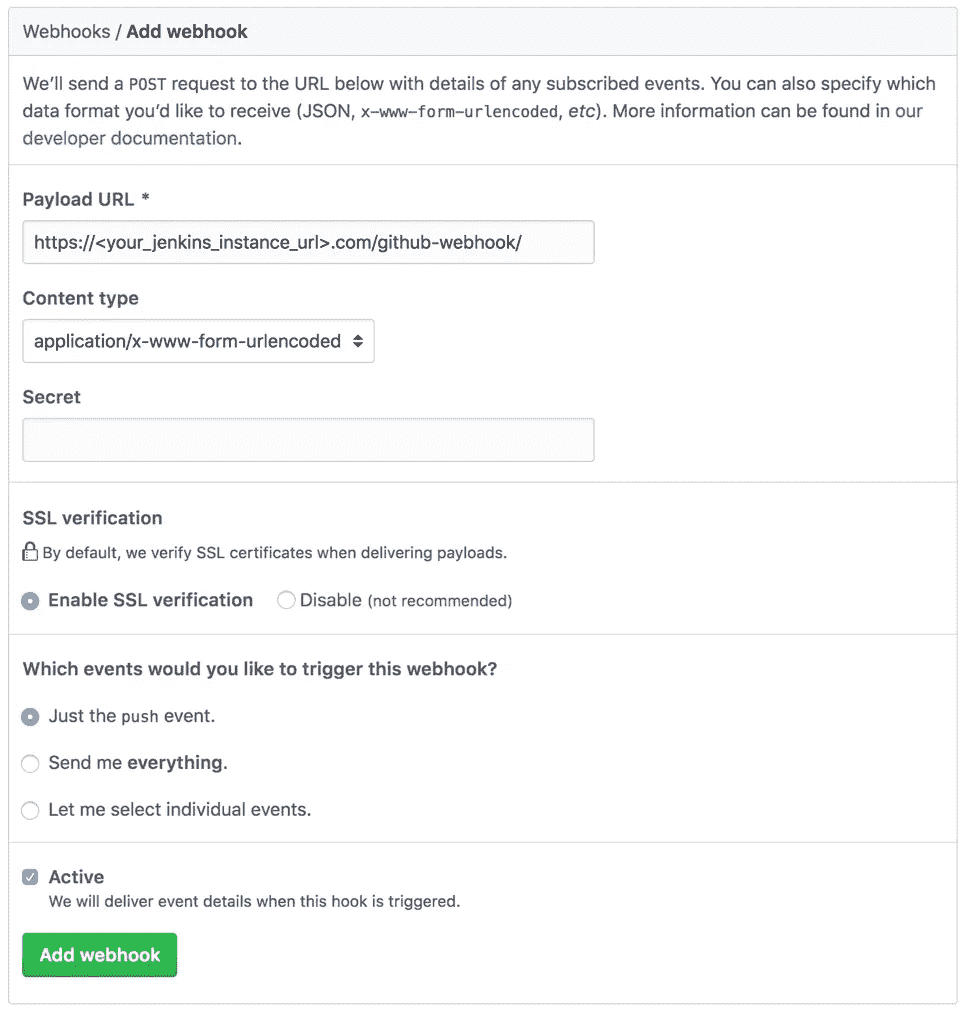 Webhooks / Add webhook
We’ll send a POST request to the URL below with details of any subscribed events. You can also specify which
data format you’d like to receive (JSON, x-www-form-urlencoded, etc). More information can be found in our
developer documentation.
Payload URL *
https://<your_jenkins_instance_url>.com/github-webhook/
Content type
application/x-www-form-urlencoded
Secret
SSL verification
By default, we verify SSL certificates when delivering payloads.
Enable SSL verification Disable (not recommended)
Which events would you like to trigger this webhook?
Just the push event.
Send me everything.
Let me select individual events.
Active
We will deliver event details when this hook is triggered.
Add webhook